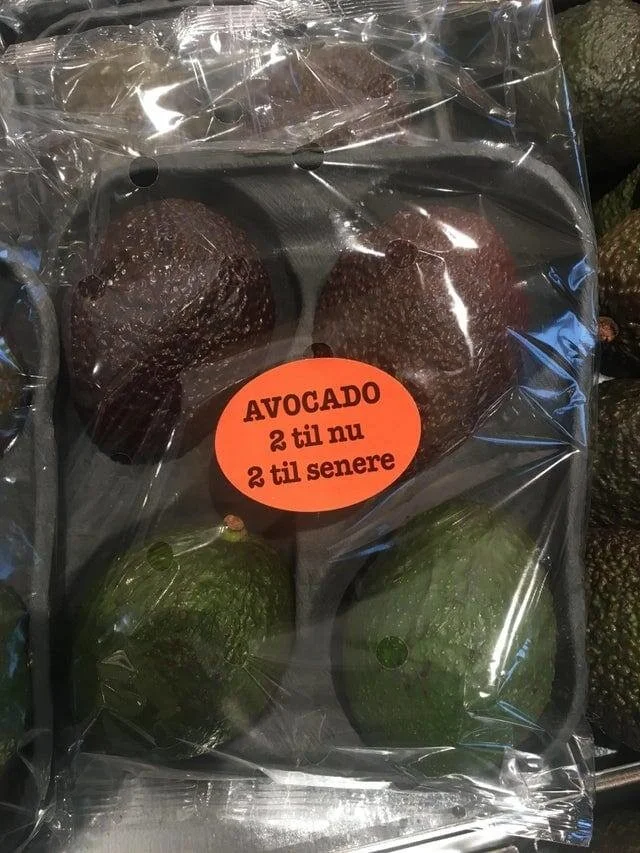 AVOCADO
2 til nu
2 til senere